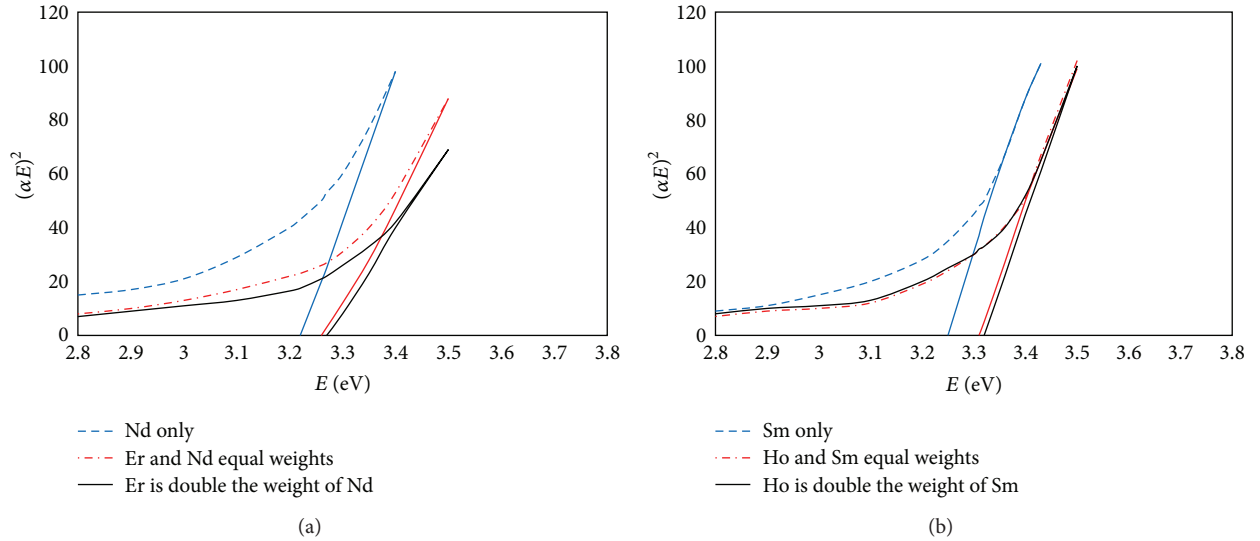 120
100
80
60
40
20
0
(αE)²
2.8 2.9 3 3.1 3.2 3.3 3.4 3.5 3.6 3.7 3.8
E (eV)
Nd only
Er and Nd equal weights
Er is double the weight of Nd
(a)
120
100
80
60
40
20
0
(αE)²
2.8 2.9 3 3.1 3.2 3.3 3.4 3.5 3.6 3.7 3.8
E (eV)
Sm only
Ho and Sm equal weights
Ho is double the weight of Sm
(b)